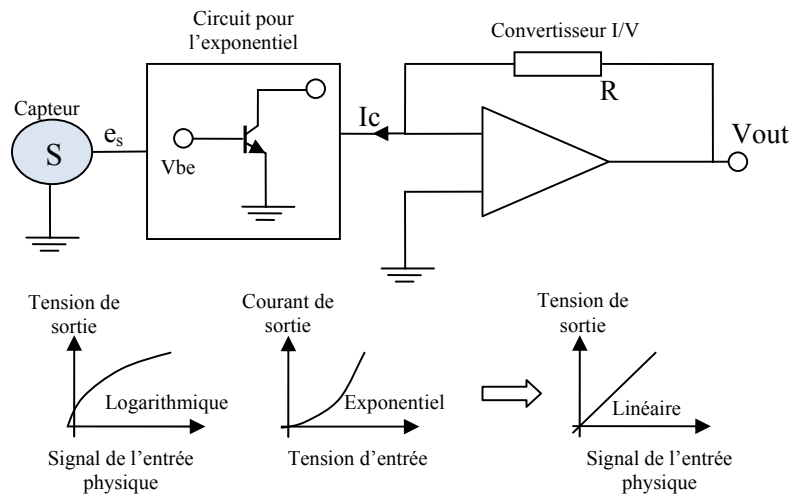 Circuit pour
l'exponentiel
Convertisseur I/V
R
Capteur
S
e_s
Vbe
Ic
Vout
Tension de
sortie
Logarithmique
Signal de l'entrée
physique
Courant de
sortie
Exponentiel
Tension d'entrée
Tension de
sortie
Linéaire
Signal de l'entrée
physique